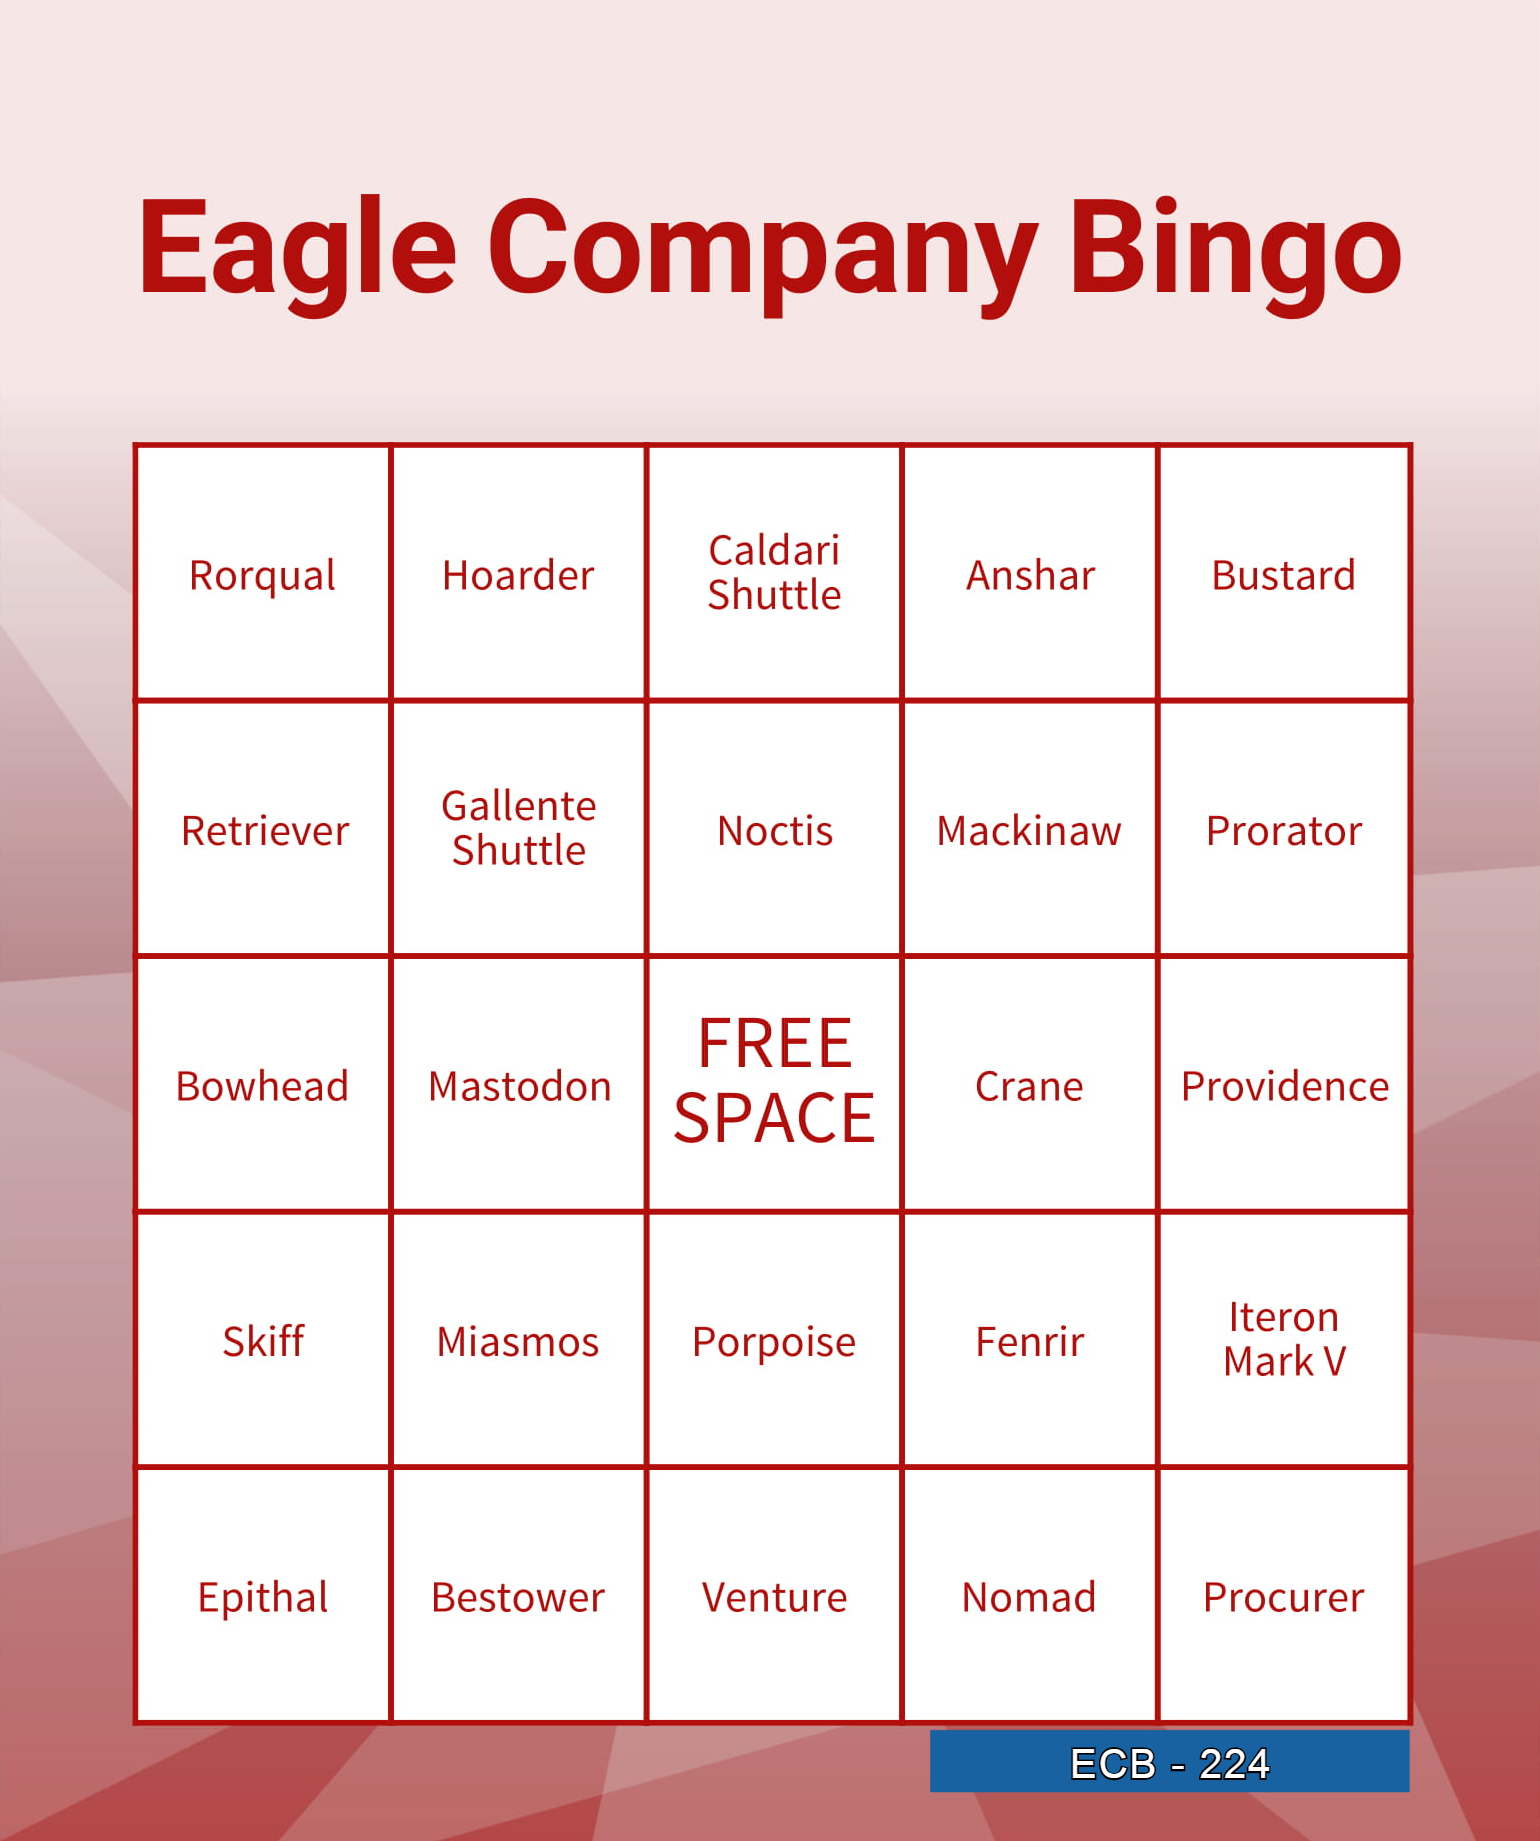 Eagle Company Bingo
Rorqual
Hoarder
Caldari
Shuttle
Anshar
Bustard
Retriever
Gallente
Shuttle
Noctis
Mackinaw
Prorator
Bowhead
Mastodon
FREE
SPACE
Crane
Providence
Skiff
Miasmos
Porpoise
Fenrir
Iteron
Mark V
Epithal
Bestower
Venture
Nomad
Procurer
ECB - 224